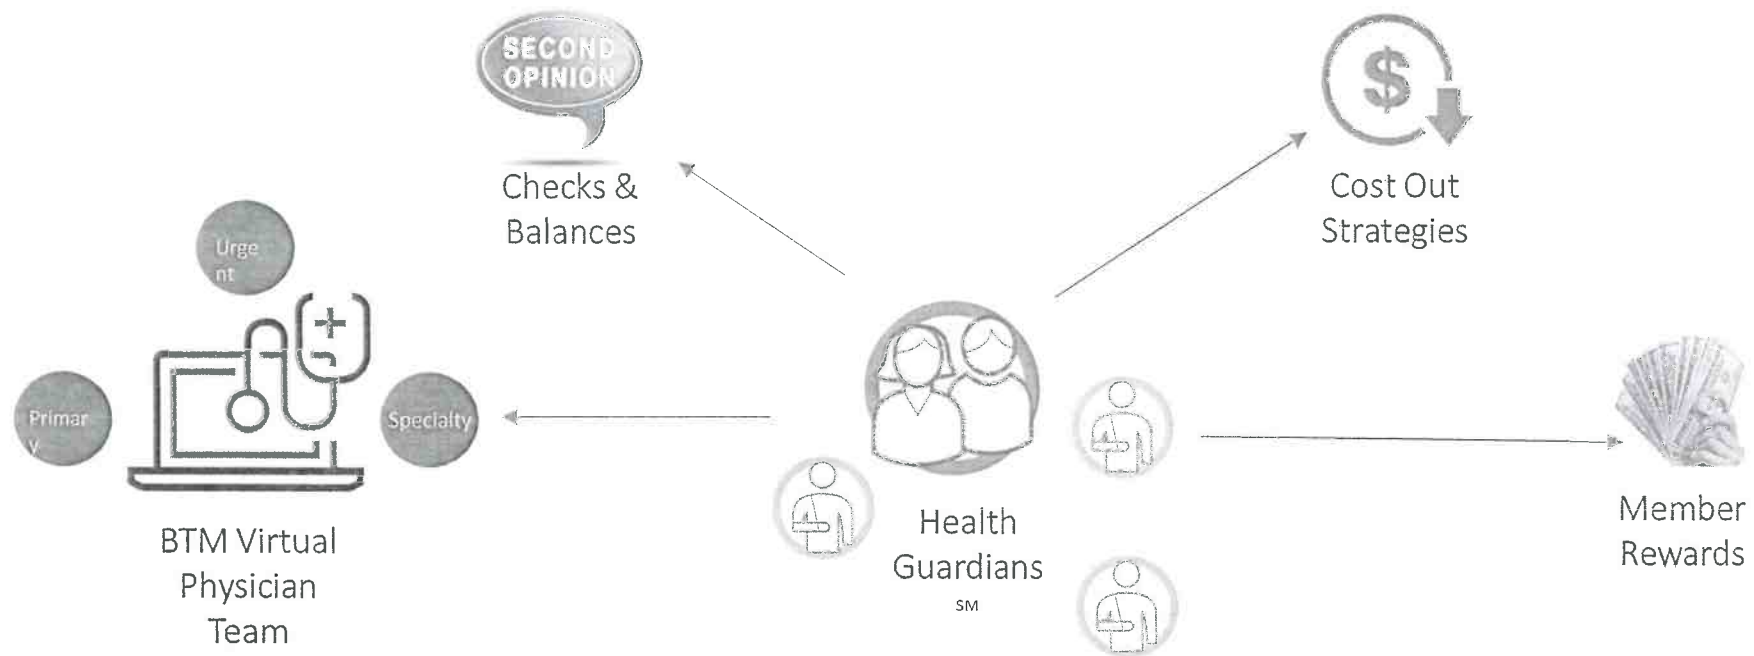 SECOND
OPINION
Checks &
Balances
$
Cost Out
Strategies
Urge
nt
Primar
y
Specialty
BTM Virtual
Physician
Team
Health
Guardians
SM
Member
Rewards